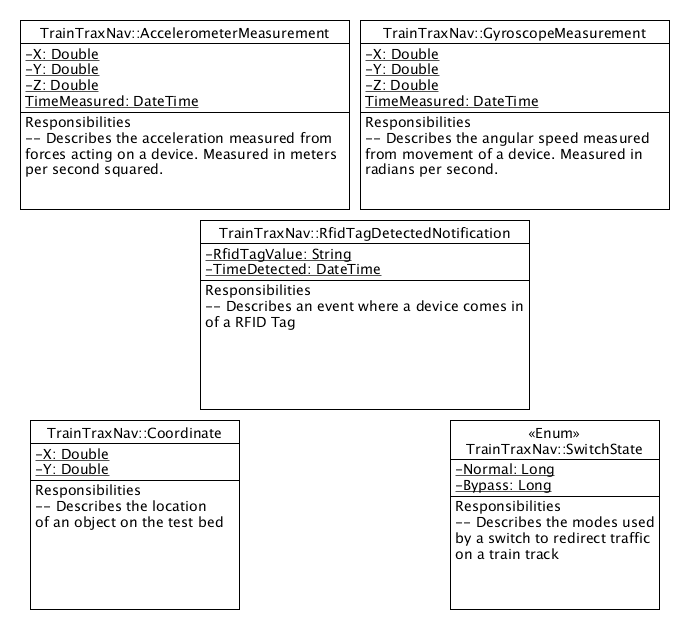 TrainTraxNav::AccelerometerMeasurement
-X: Double
-Y: Double
-Z: Double
TimeMeasured: DateTime
Responsibilities
-- Describes the acceleration measured from
forces acting on a device. Measured in meters
per second squared.
TrainTraxNav::GyroscopeMeasurement
-X: Double
-Y: Double
-Z: Double
TimeMeasured: DateTime
Responsibilities
-- Describes the angular speed measured
from movement of a device. Measured in
radians per second.
TrainTraxNav::RfidTagDetectedNotification
-RfidTagValue: String
-TimeDetected: DateTime
Responsibilities
-- Describes an event where a device comes in
of a RFID Tag
TrainTraxNav::Coordinate
-X: Double
-Y: Double
Responsibilities
-- Describes the location
of an object on the test bed
«Enum»
TrainTraxNav::SwitchState
-Normal: Long
-Bypass: Long
Responsibilities
-- Describes the modes used
by a switch to redirect traffic
on a train track